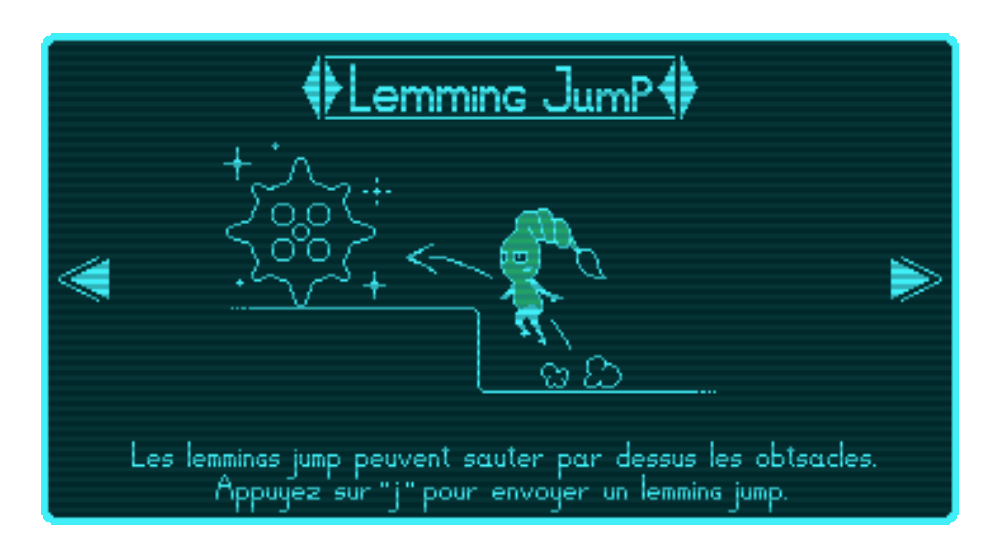 Lemming Jump
Les lemmings jump peuvent sauter par dessus les obtsacles.
Appuyez sur "j" pour envoyer un lemming jump.